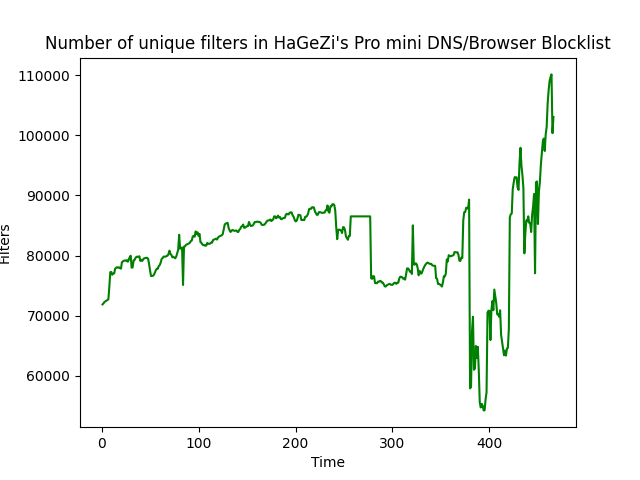 Number of unique filters in HaGeZi's Pro mini DNS/Browser Blocklist
110000
100000
90000
80000
70000
60000
Filters
0 100 200 300 400
Time